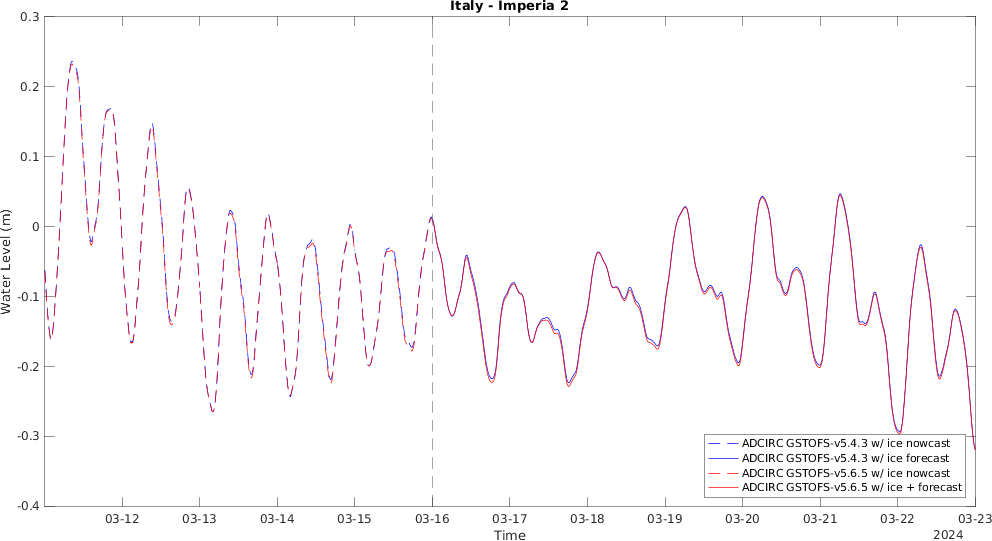 Italy - Imperia 2
0.3
0.2
0.1
0
-0.1
-0.2
-0.3
-0.4
Water Level (m)
ADCIRC GSTOFS-v5.4.3 w/ ice nowcast
ADCIRC GSTOFS-v5.4.3 w/ ice forecast
ADCIRC GSTOFS-v5.6.5 w/ ice nowcast
ADCIRC GSTOFS-v5.6.5 w/ ice + forecast
03-12 03-13 03-14 03-15 03-16 03-17 03-18 03-19 03-20 03-21 03-22 03-23
Time
2024